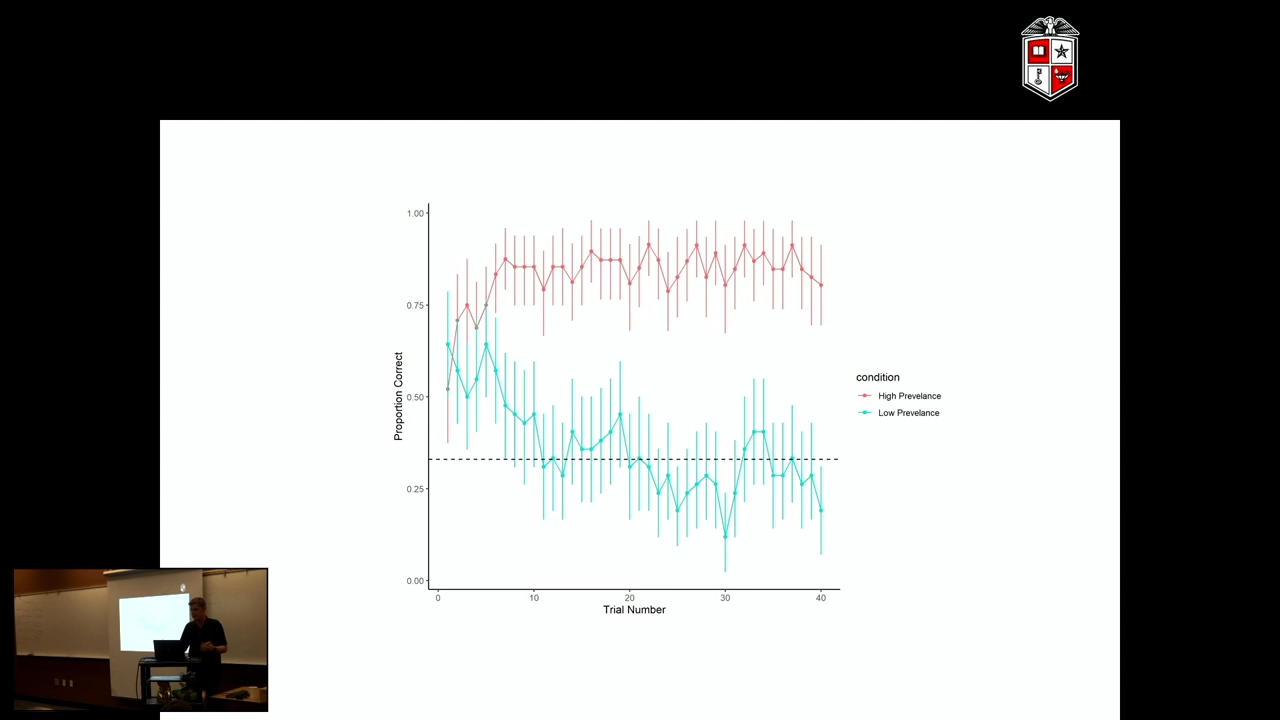 1.00
0.75
0.50
0.25
0.00
Proportion Correct
0 10 20 30 40
Trial Number
condition
High Prevelance
Low Prevelance